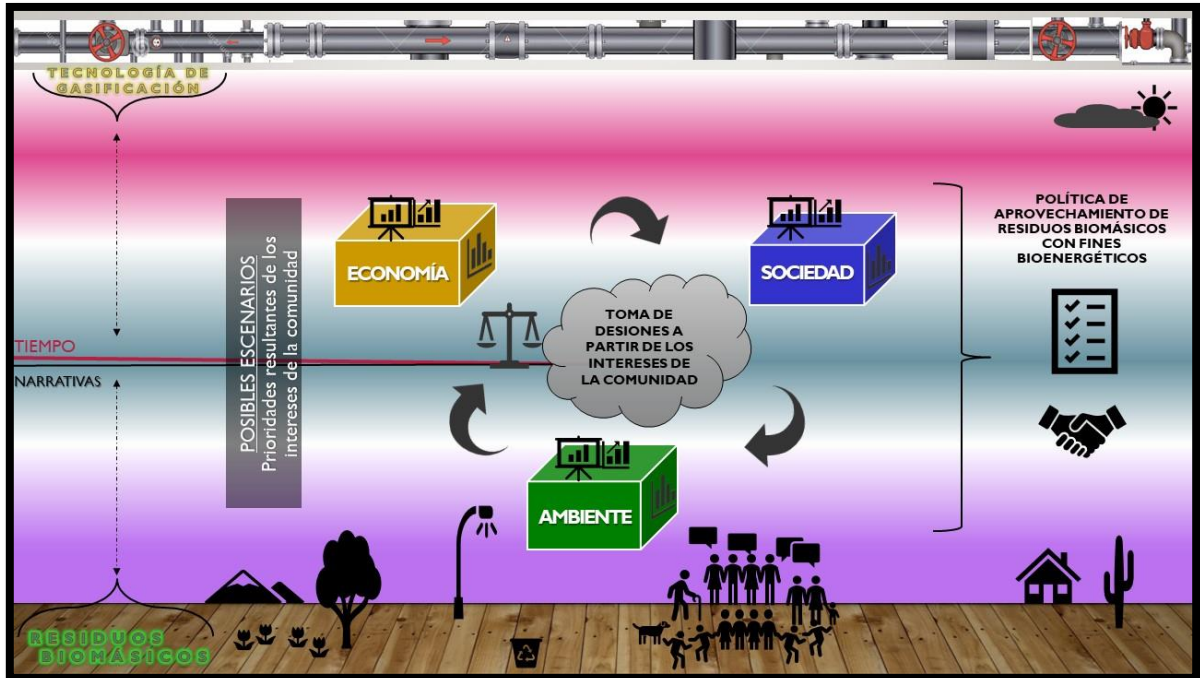 TECNOLOGÍA DE
GASIFICACIÓN
TIEMPO
NARRATIVAS
POSIBLES ESCENARIOS
Prioridades resultantes de los
intereses de la comunidad
ECONOMÍA
SOCIEDAD
TOMA DE
DESIONES A
PARTIR DE LOS
INTERESES DE
LA COMUNIDAD
AMBIENTE
POLÍTICA DE
APROVECHAMIENTO DE
RESIDUOS BIOMÁSICOS
CON FINES
BIOENERGÉTICOS
RESIDUOS
BIOMÁSICOS